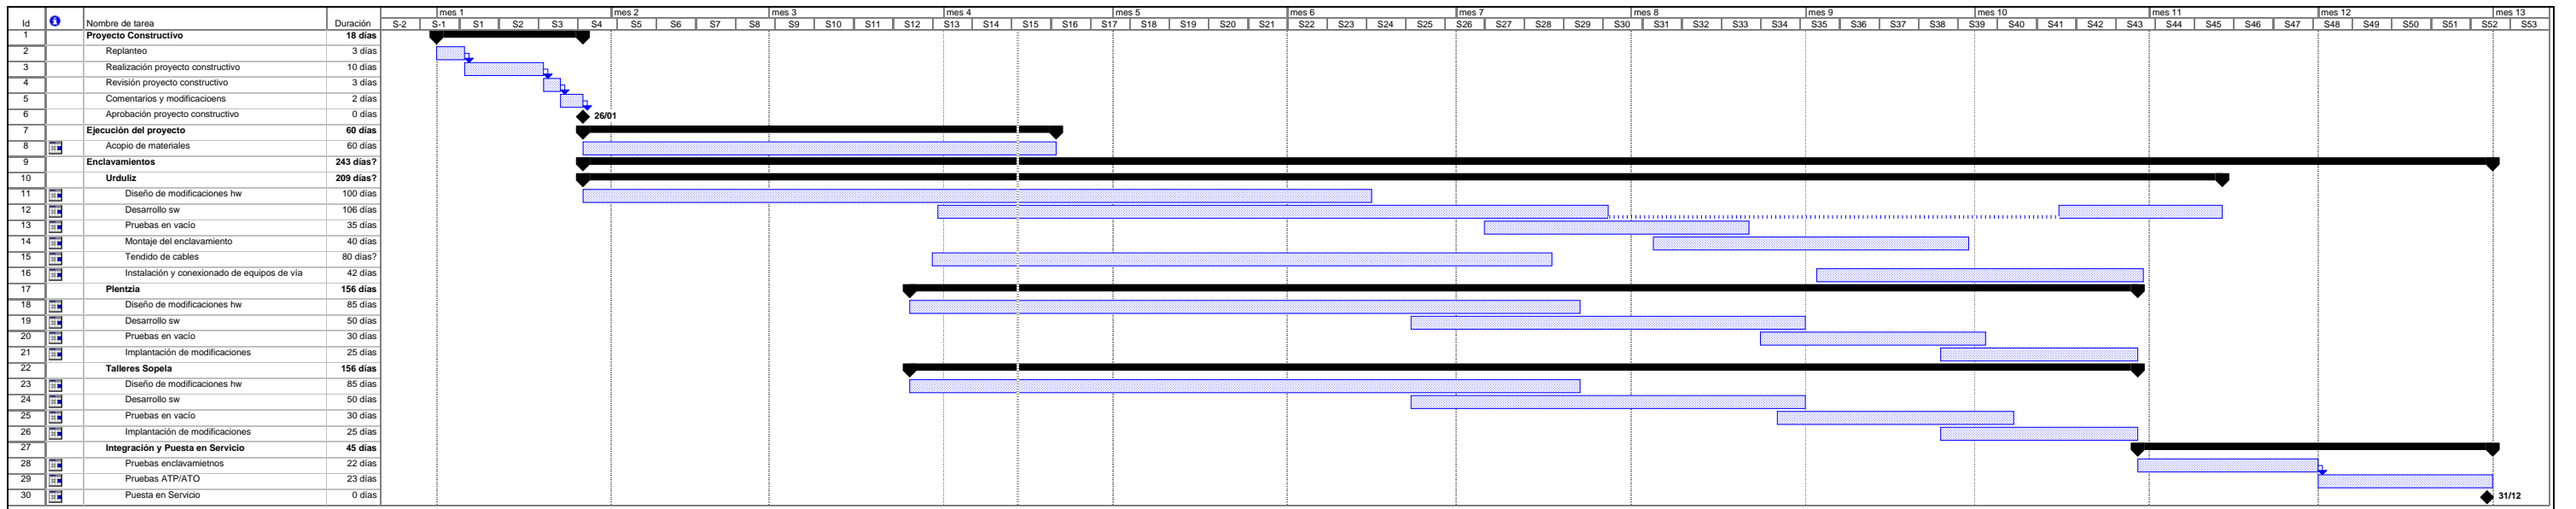 mes 1 mes 2 mes 3 mes 4 mes 5 mes 6 mes 7 mes 8 mes 9 mes 10 mes 11 mes 12 mes 13
Id Nombre de tarea Duración S-2 S-1 S1 S2 S3 S4 S5 S6 S7 S8 S9 S10 S11 S12 S13 S14 S15 S16 S17 S18 S19 S20 S21 S22 S23 S24 S25 S26 S27 S28 S29 S30 S31 S32 S33 S34 S35 S36 S37 S38 S39 S40 S41 S42 S43 S44 S45 S46 S47 S48 S49 S50 S51 S52 S53
1 Proyecto Constructivo 18 días
2 Replanteo 3 días
3 Realización proyecto constructivo 10 días
4 Revisión proyecto constructivo 3 días
5 Comentarios y modificacioens 2 días
6 Aprobación proyecto constructivo 0 días 26/01
7 Ejecución del proyecto 60 días
8 Acopio de materiales 60 días
9 Enclavamientos 243 días?
10 Urduliz 209 días?
11 Diseño de modificaciones hw 100 días
12 Desarrollo sw 106 días
13 Pruebas en vacío 35 días
14 Montaje del enclavamiento 40 días
15 Tendido de cables 80 días?
16 Instalación y conexionado de equipos de vía 42 días
17 Plentzia 156 días
18 Diseño de modificaciones hw 85 días
19 Desarrollo sw 50 días
20 Pruebas en vacío 30 días
21 Implantación de modificaciones 25 días
22 Talleres Sopela 156 días
23 Diseño de modificaciones hw 85 días
24 Desarrollo sw 50 días
25 Pruebas en vacío 30 días
26 Implantación de modificaciones 25 días
27 Integración y Puesta en Servicio 45 días
28 Pruebas enclavamietnos 22 días
29 Pruebas ATP/ATO 23 días
30 Puesta en Servicio 0 días 31/12